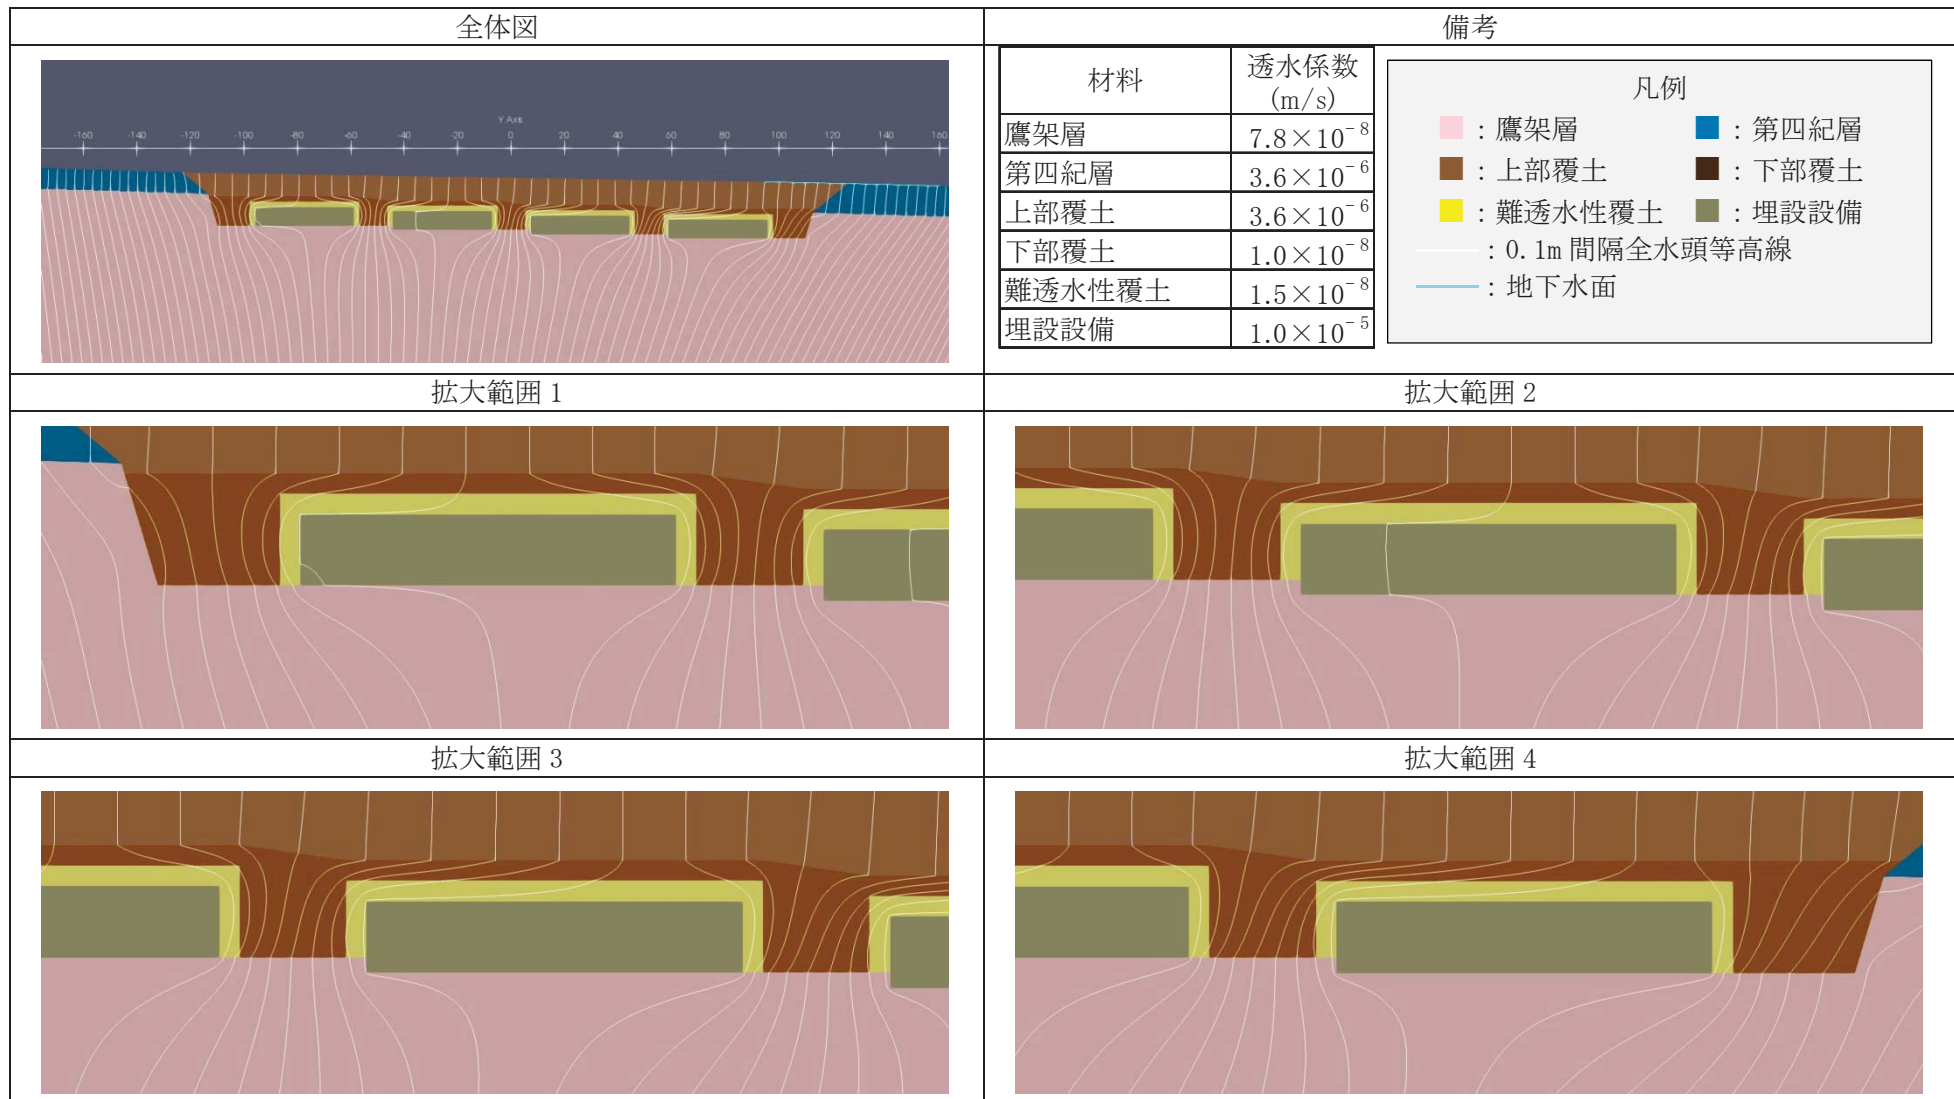 全体図
備考
Y Axis
-160 -140 -120 -100 -80 -60 -40 -20 0 20 40 60 80 100 120 140 160
材料 透水係数
(m/s)
鷹架層 7.8×10⁻⁸
第四紀層 3.6×10⁻⁶
上部覆土 3.6×10⁻⁶
下部覆土 1.0×10⁻⁸
難透水性覆土 1.5×10⁻⁸
埋設設備 1.0×10⁻⁵
凡例
：鷹架層 ：第四紀層
：上部覆土 ：下部覆土
：難透水性覆土 ：埋設設備
：0.1m 間隔全水頭等高線
：地下水面
拡大範囲 1
拡大範囲 2
拡大範囲 3
拡大範囲 4